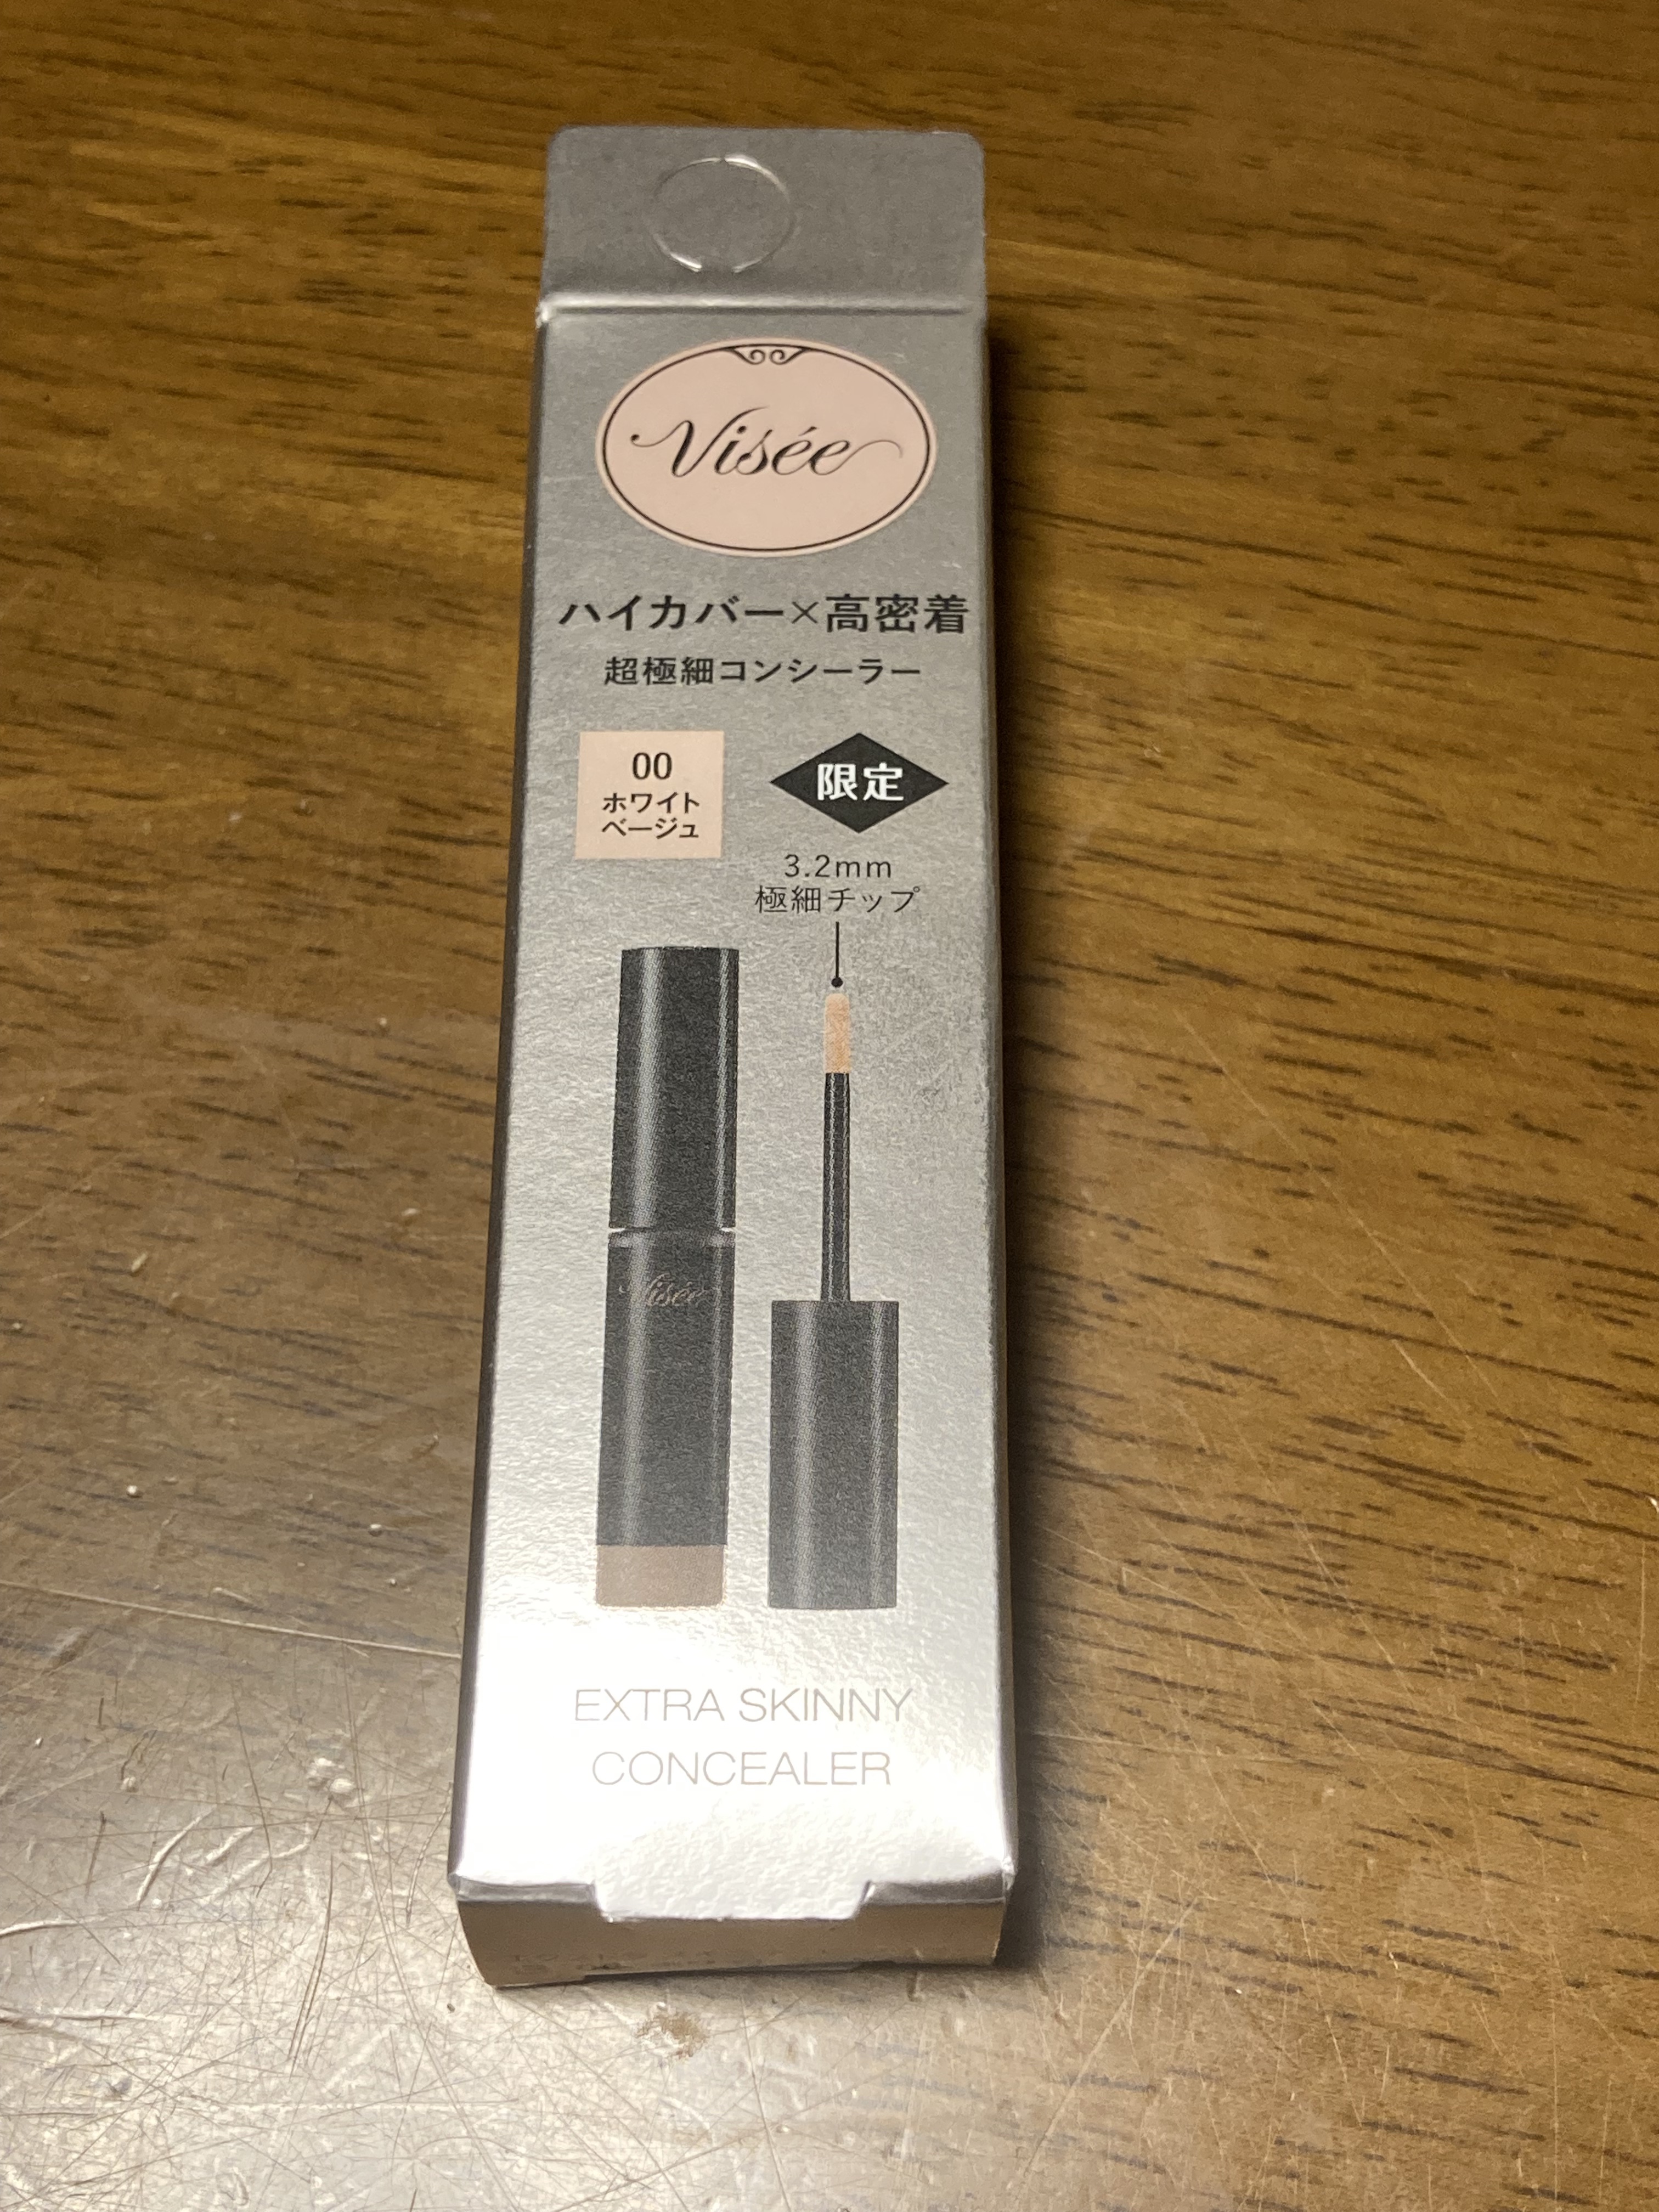 Visée
ハイカバー×高密着
超極細コンシーラー
00
ホワイト
ベージュ
限定
3.2mm
極細チップ
Visée
EXTRA SKINNY
CONCEALER